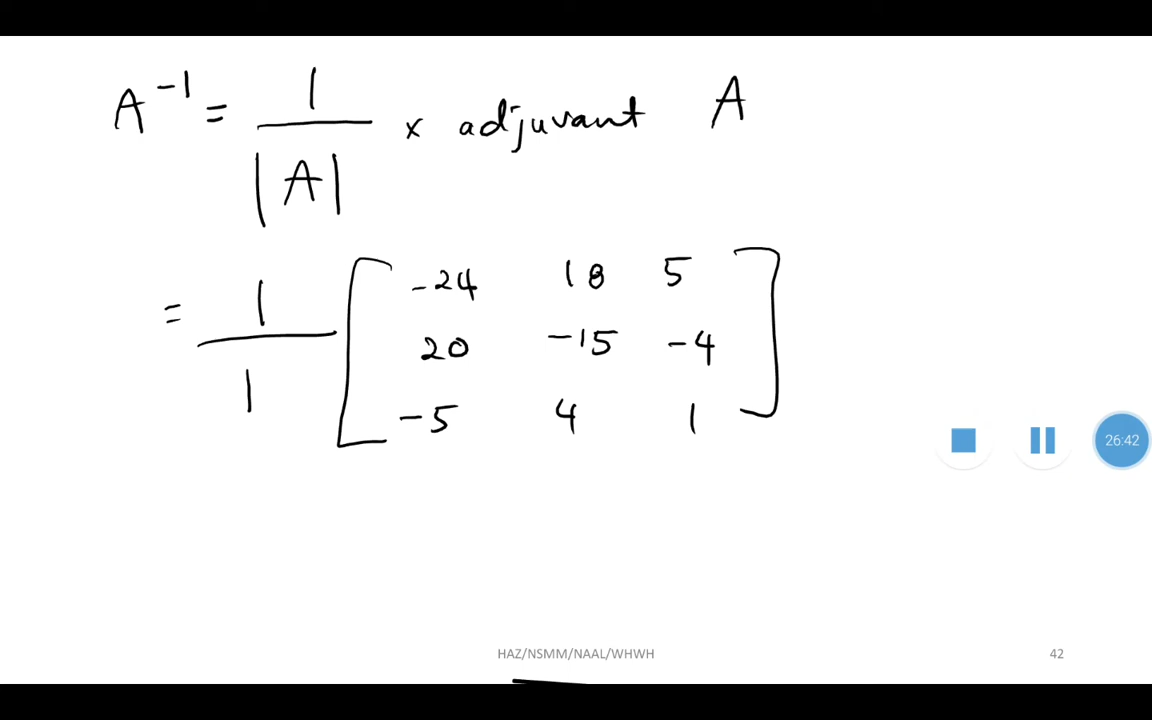 A⁻¹ = 1/|A| × adjuvant A
= 1/1 [ -24 18 5
20 -15 -4
-5 4 1 ]
26:42
HAZ/NSMM/NAAL/WHWH 42